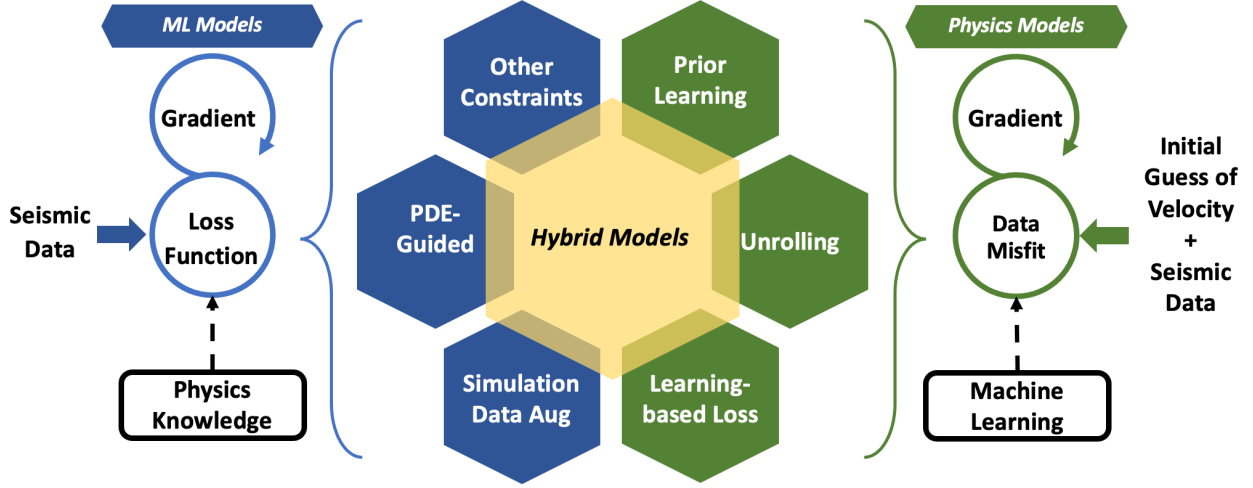 ML Models
Gradient
Loss
Function
Seismic
Data
Physics
Knowledge
Other
Constraints
Prior
Learning
PDE-
Guided
Hybrid Models
Unrolling
Simulation
Data Aug
Learning-
based Loss
Physics Models
Gradient
Data
Misfit
Initial
Guess of
Velocity
+
Seismic
Data
Machine
Learning